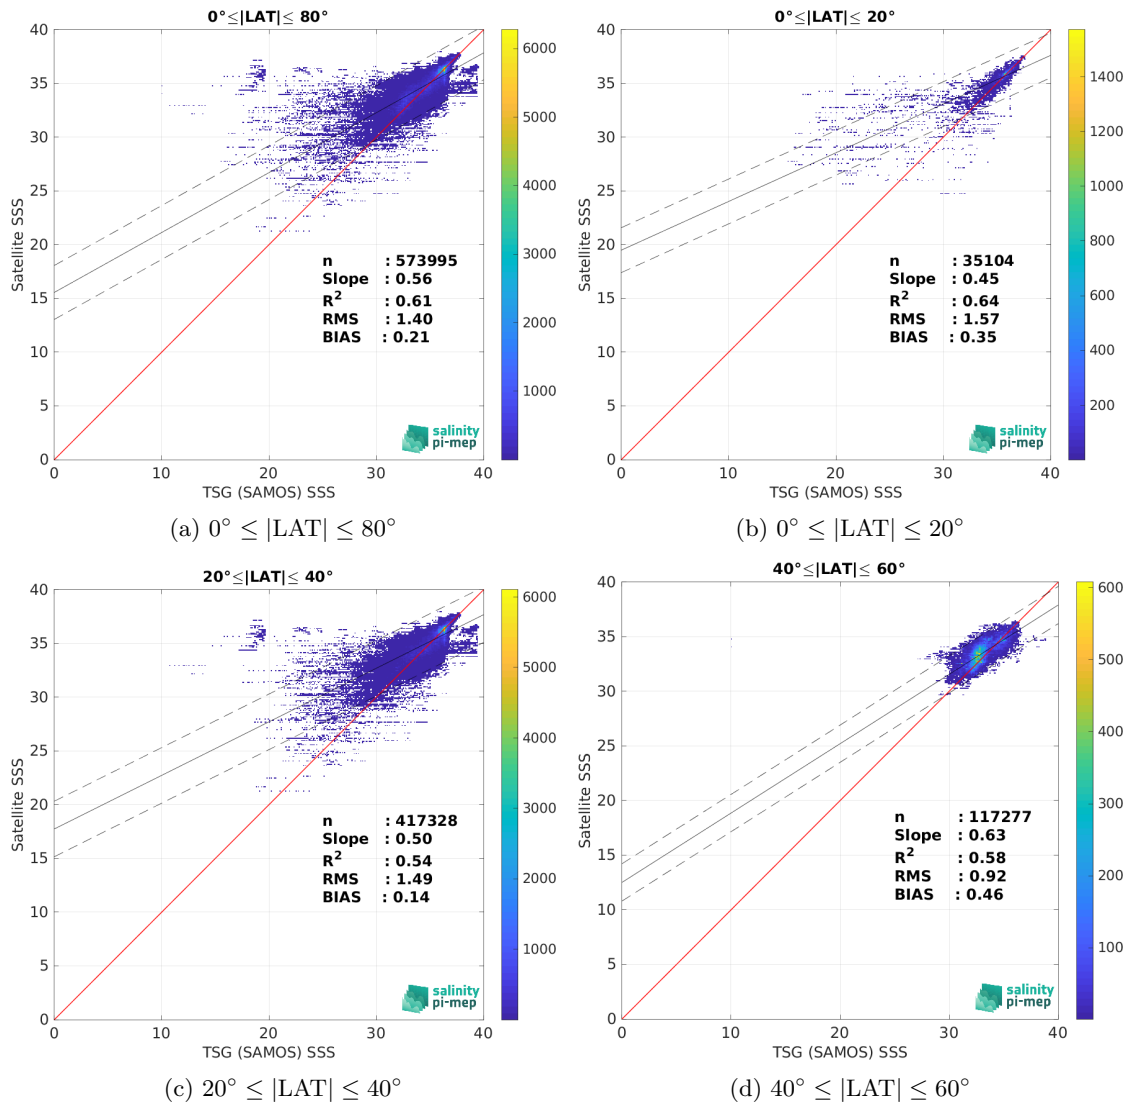 0°≤|LAT|≤ 80°
40
35
30
25
20
15
10
5
0
Satellite SSS
n : 573995
Slope : 0.56
R² : 0.61
RMS : 1.40
BIAS : 0.21
salinity
pi-mep
0 10 20 30 40
TSG (SAMOS) SSS
6000
5000
4000
3000
2000
1000
(a) 0° ≤ |LAT| ≤ 80°
0°≤|LAT|≤ 20°
40
35
30
25
20
15
10
5
0
Satellite SSS
n : 35104
Slope : 0.45
R² : 0.64
RMS : 1.57
BIAS : 0.35
salinity
pi-mep
0 10 20 30 40
TSG (SAMOS) SSS
1400
1200
1000
800
600
400
200
(b) 0° ≤ |LAT| ≤ 20°
20°≤|LAT|≤ 40°
40
35
30
25
20
15
10
5
0
Satellite SSS
n : 417328
Slope : 0.50
R² : 0.54
RMS : 1.49
BIAS : 0.14
salinity
pi-mep
0 10 20 30 40
TSG (SAMOS) SSS
6000
5000
4000
3000
2000
1000
(c) 20° ≤ |LAT| ≤ 40°
40°≤|LAT|≤ 60°
40
35
30
25
20
15
10
5
0
Satellite SSS
n : 117277
Slope : 0.63
R² : 0.58
RMS : 0.92
BIAS : 0.46
salinity
pi-mep
0 10 20 30 40
TSG (SAMOS) SSS
600
500
400
300
200
100
(d) 40° ≤ |LAT| ≤ 60°